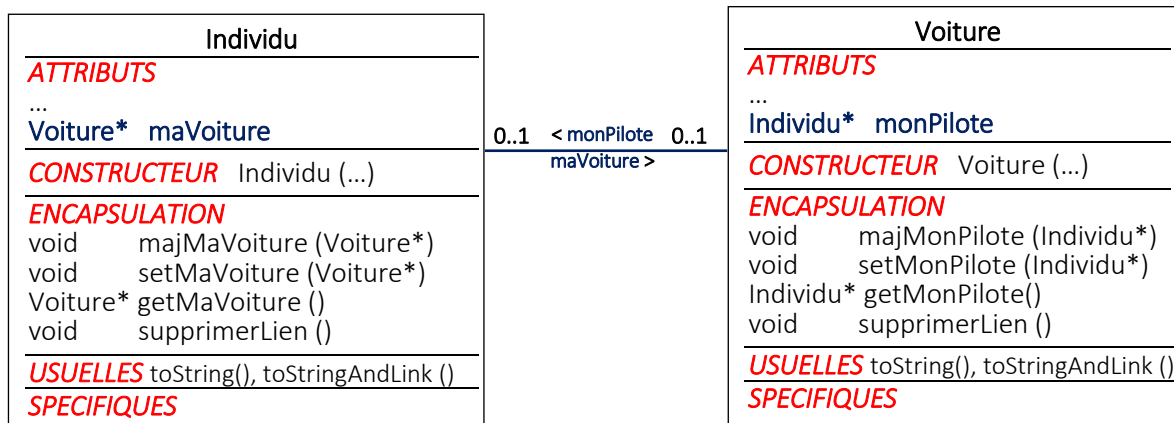 Individu
ATTRIBUTS
...
Voiture* maVoiture
CONSTRUCTEUR Individu (...)
ENCAPSULATION
void majMaVoiture (Voiture*)
void setMaVoiture (Voiture*)
Voiture* getMaVoiture ()
void supprimerLien ()
USUELLES toString(), toStringAndLink ()
SPECIFIQUES
0..1 < monPilote 0..1
maVoiture >
Voiture
ATTRIBUTS
...
Individu* monPilote
CONSTRUCTEUR Voiture (...)
ENCAPSULATION
void majMonPilote (Individu*)
void setMonPilote (Individu*)
Individu* getMonPilote()
void supprimerLien ()
USUELLES toString(), toStringAndLink ()
SPECIFIQUES